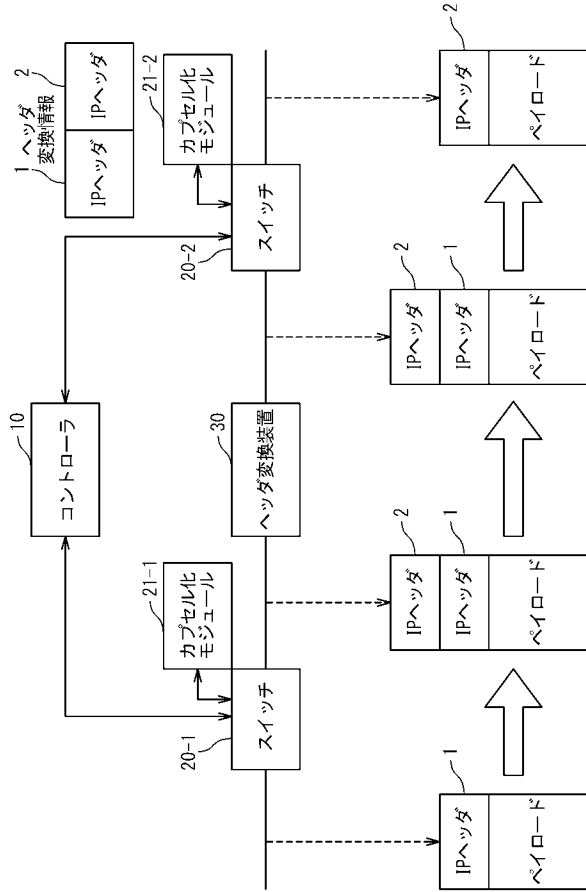 10
コントローラ
1
ヘッダ
変換情報
2
IPヘッダ
IPヘッダ
21-1
カプセル化
モジュール
20-1
スイッチ
30
ヘッダ変換装置
21-2
カプセル化
モジュール
20-2
スイッチ
1
IPヘッダ
ペイロード
2
IPヘッダ
1
IPヘッダ
ペイロード
2
IPヘッダ
1
IPヘッダ
ペイロード
2
IPヘッダ
ペイロード